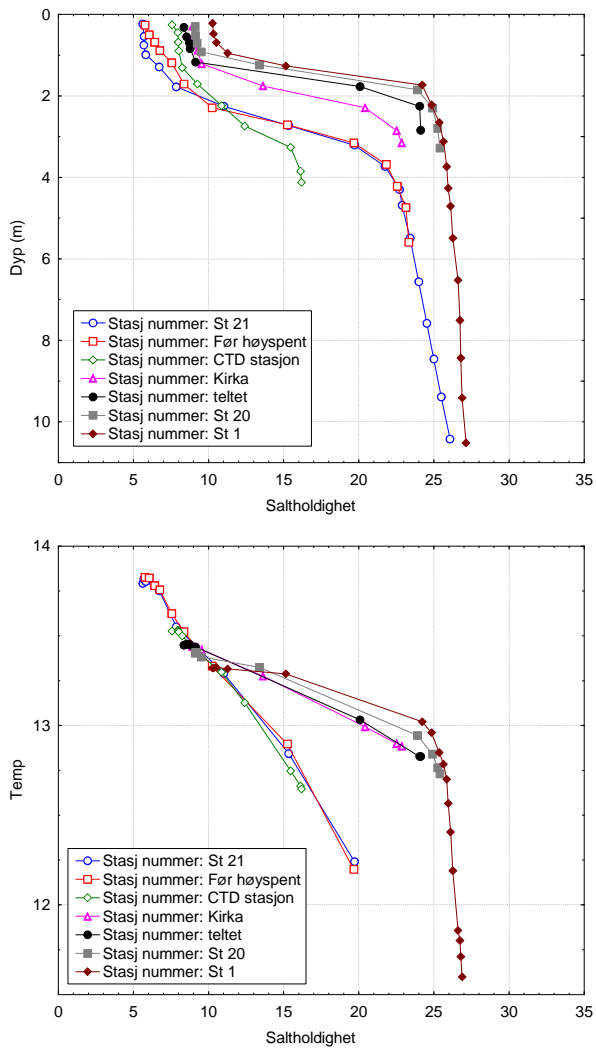 0
2
4
6
8
10
Dyp (m)
Stasj nummer: St 21
Stasj nummer: Før høyspent
Stasj nummer: CTD stasjon
Stasj nummer: Kirka
Stasj nummer: teltet
Stasj nummer: St 20
Stasj nummer: St 1
0 5 10 15 20 25 30 35
Saltholdighet
14
13
12
Temp
Stasj nummer: St 21
Stasj nummer: Før høyspent
Stasj nummer: CTD stasjon
Stasj nummer: Kirka
Stasj nummer: teltet
Stasj nummer: St 20
Stasj nummer: St 1
0 5 10 15 20 25 30 35
Saltholdighet